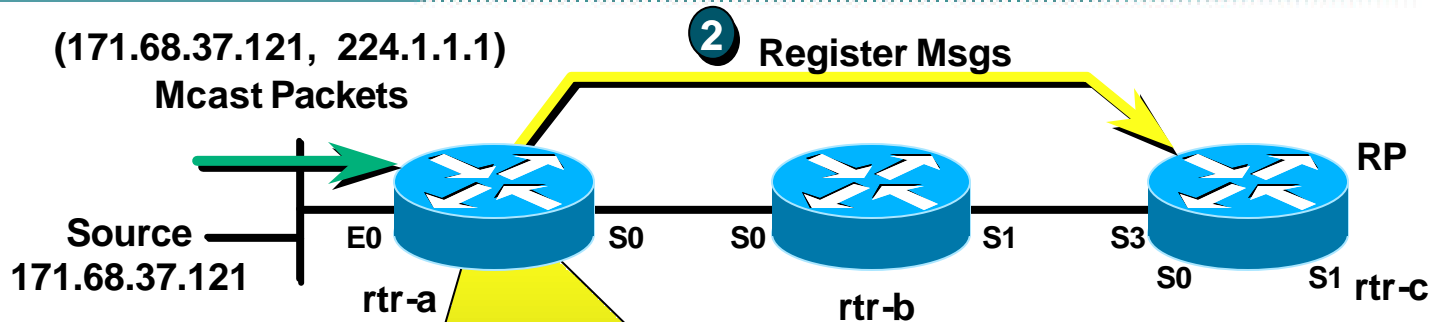 (171.68.37.121, 224.1.1.1)
Mcast Packets
2
Register Msgs
RP
Source
171.68.37.121
E0
S0
S0
S1
S3
S0
S1
rtr-a
rtr-b
rtr-c